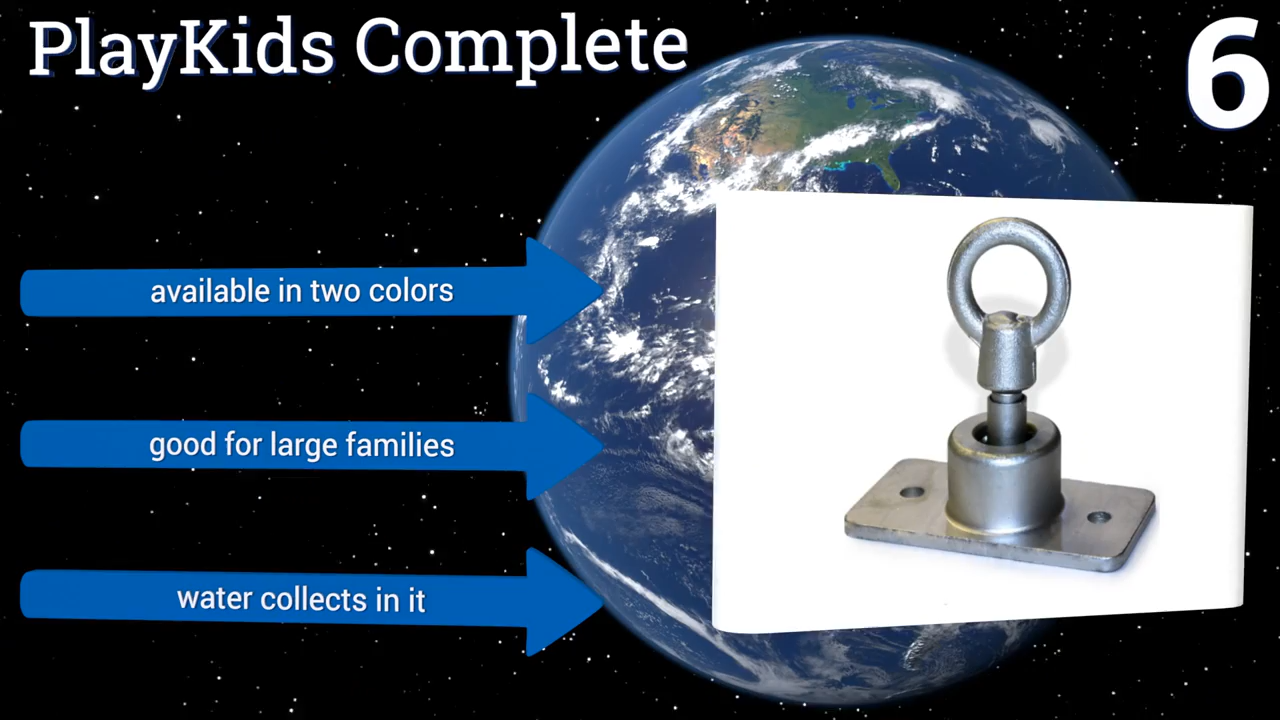 PlayKids Complete
6
available in two colors
good for large families
water collects in it